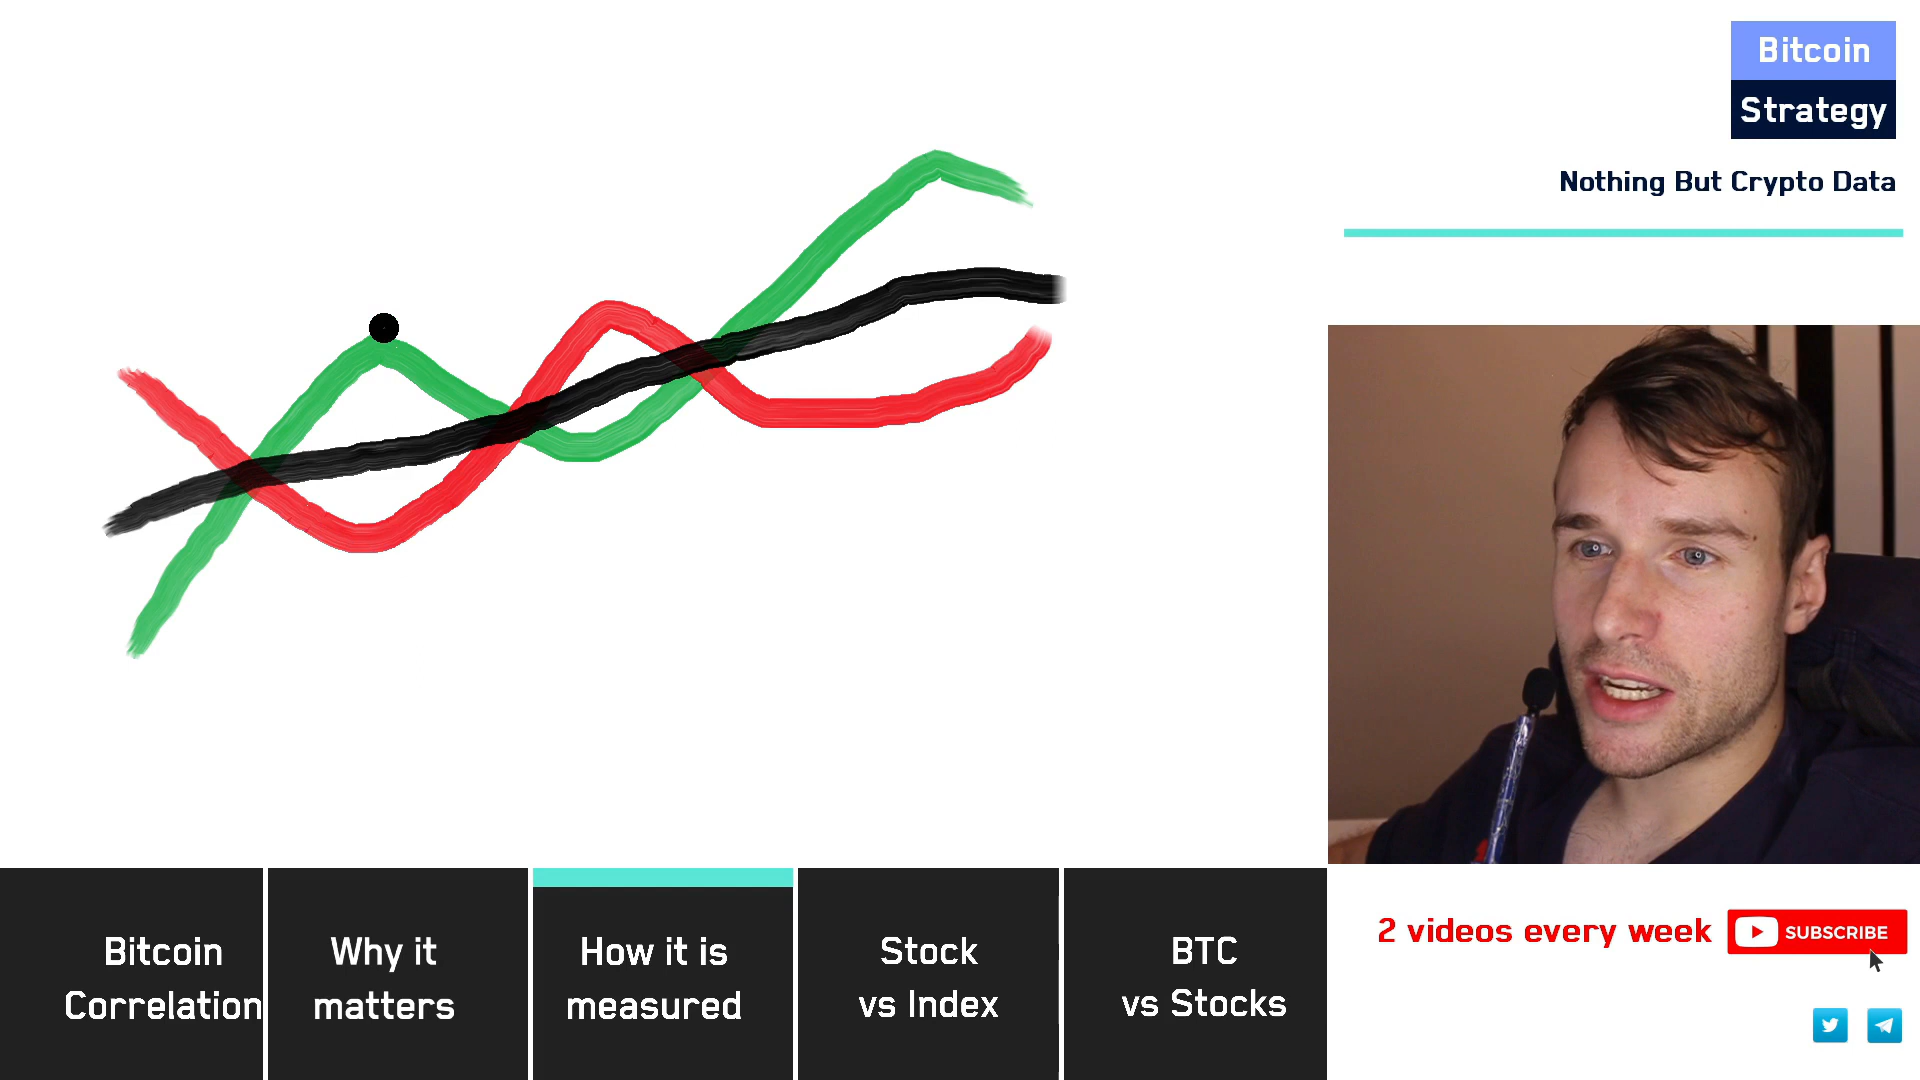 Bitcoin
Strategy
Nothing But Crypto Data
Bitcoin
Correlation
Why it
matters
How it is
measured
Stock
vs Index
BTC
vs Stocks
2 videos every week
SUBSCRIBE